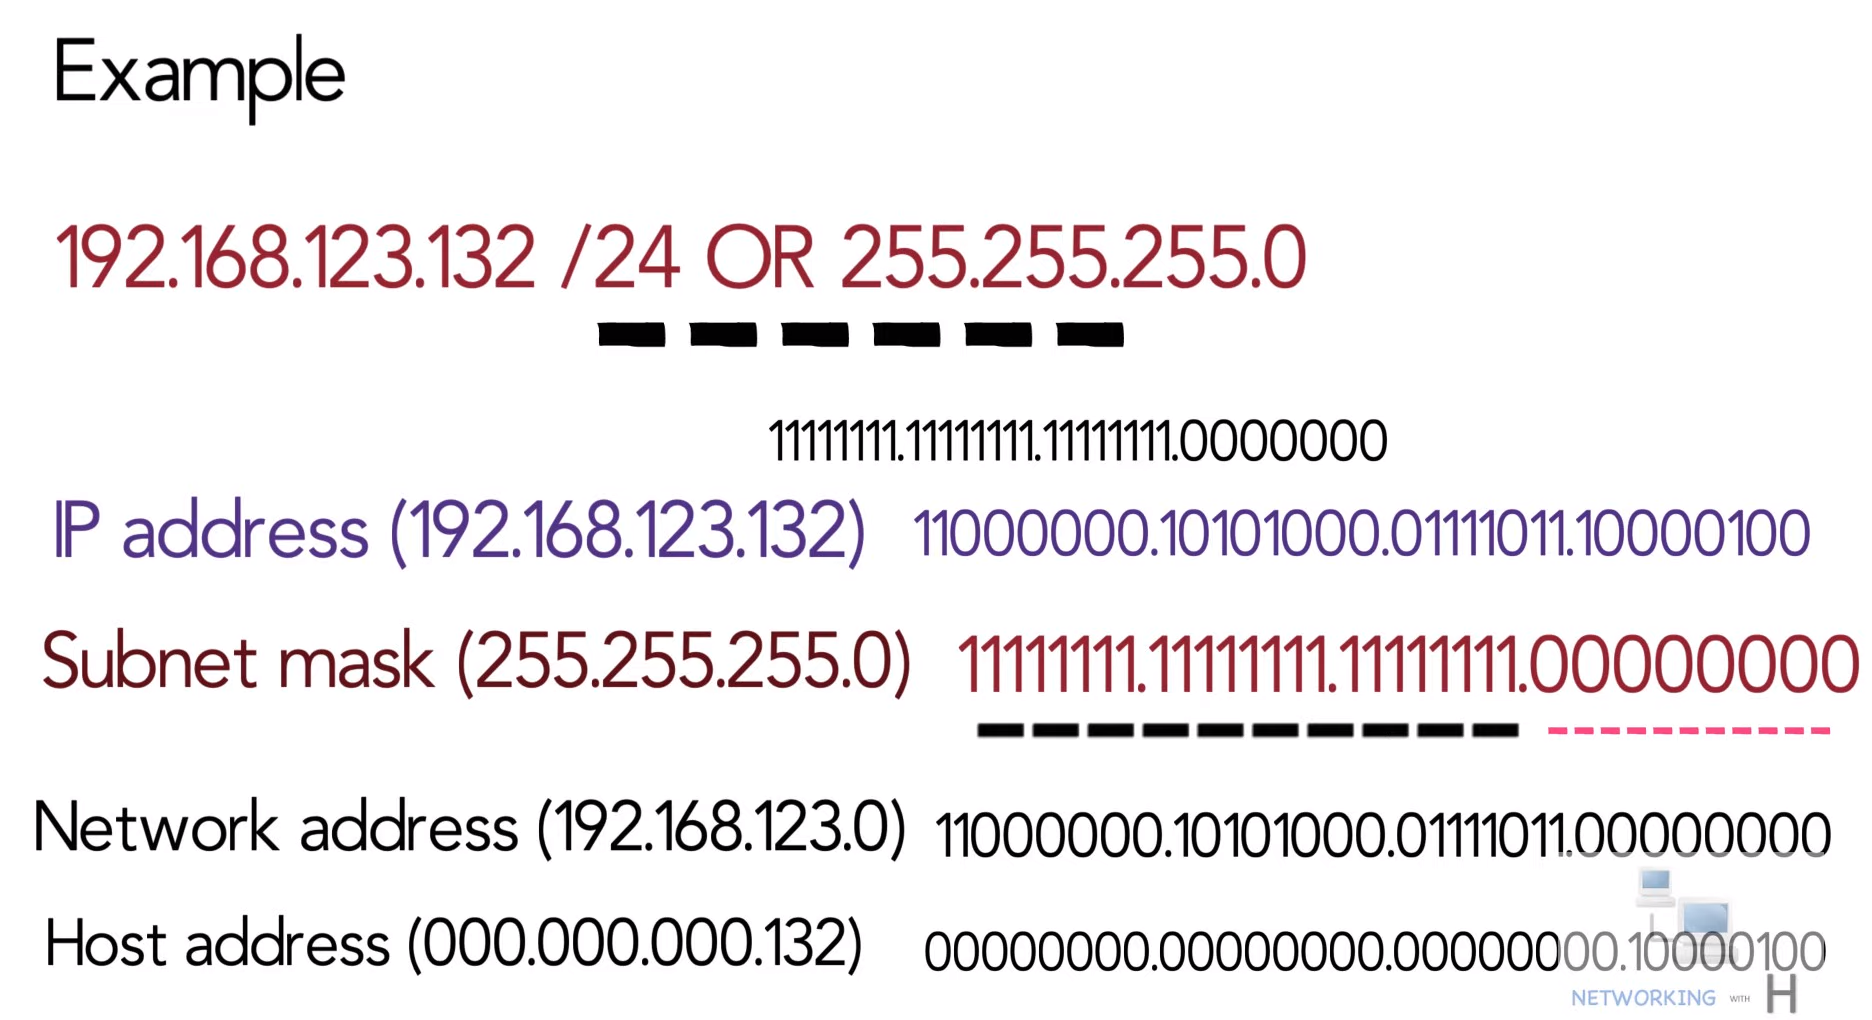 Example
192.168.123.132 /24 OR 255.255.255.0
11111111.11111111.11111111.0000000
IP address (192.168.123.132) 11000000.10101000.01111011.10000100
Subnet mask (255.255.255.0) 11111111.11111111.11111111.00000000
Network address (192.168.123.0) 11000000.10101000.01111011.00000000
Host address (000.000.000.132) 00000000.00000000.00000000.10000100
NETWORKING WITH H